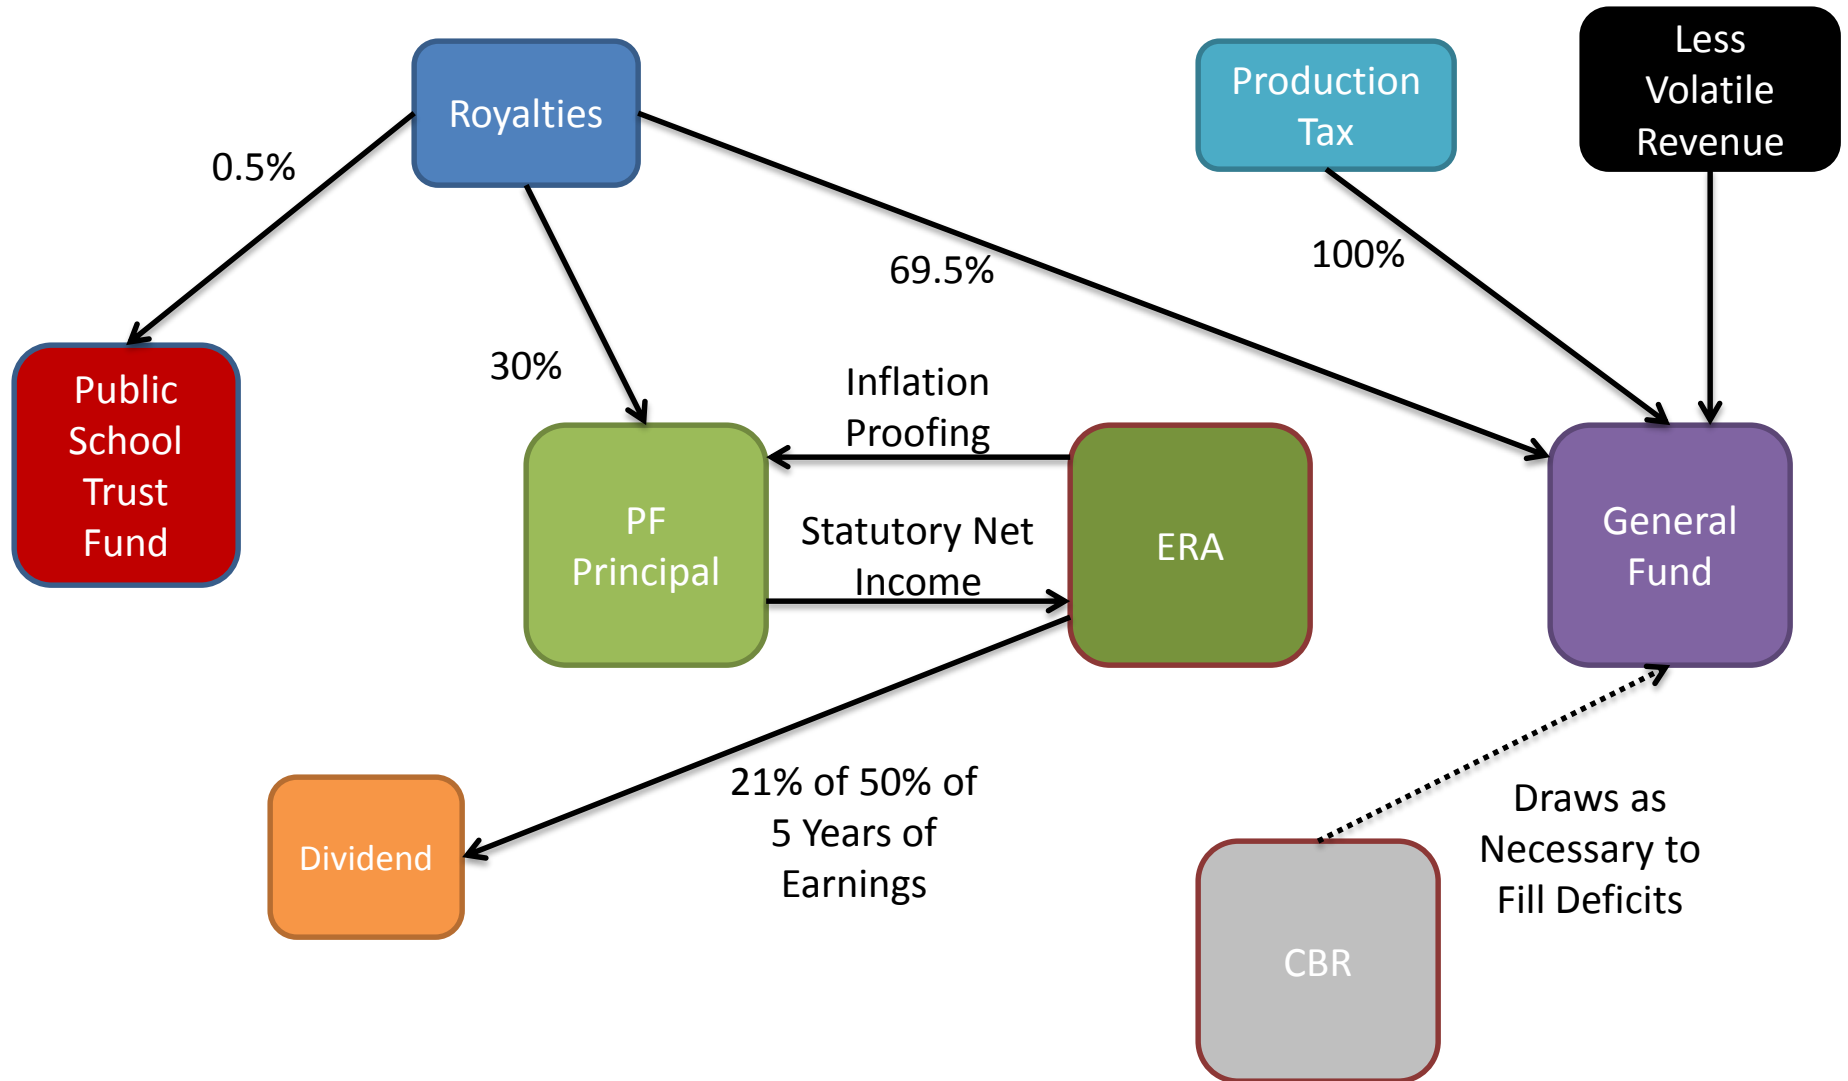 Royalties
Production
Tax
Less
Volatile
Revenue
0.5%
30%
69.5%
100%
Public
School
Trust
Fund
PF
Principal
Inflation
Proofing
Statutory Net
Income
ERA
General
Fund
Dividend
21% of 50% of
5 Years of
Earnings
CBR
Draws as
Necessary to
Fill Deficits